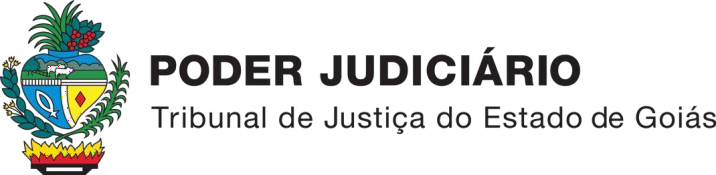 PODER JUDICIÁRIO
Tribunal de Justiça do Estado de Goiás